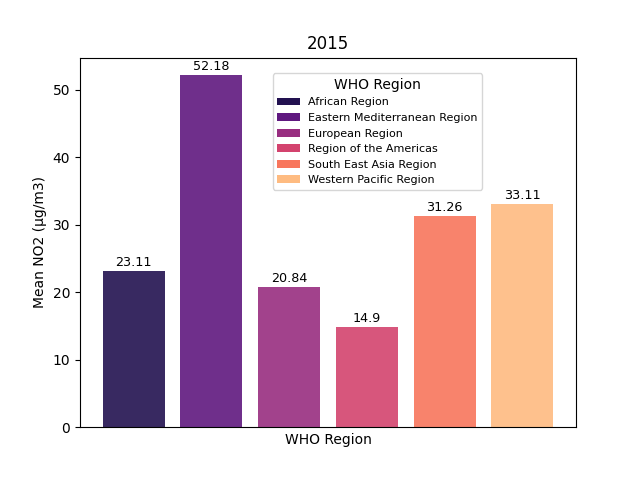 2015
52.18
WHO Region
African Region
Eastern Mediterranean Region
European Region
Region of the Americas
South East Asia Region
Western Pacific Region
23.11
20.84
14.9
31.26
33.11
50
40
30
20
10
0
Mean NO2 (µg/m3)
WHO Region